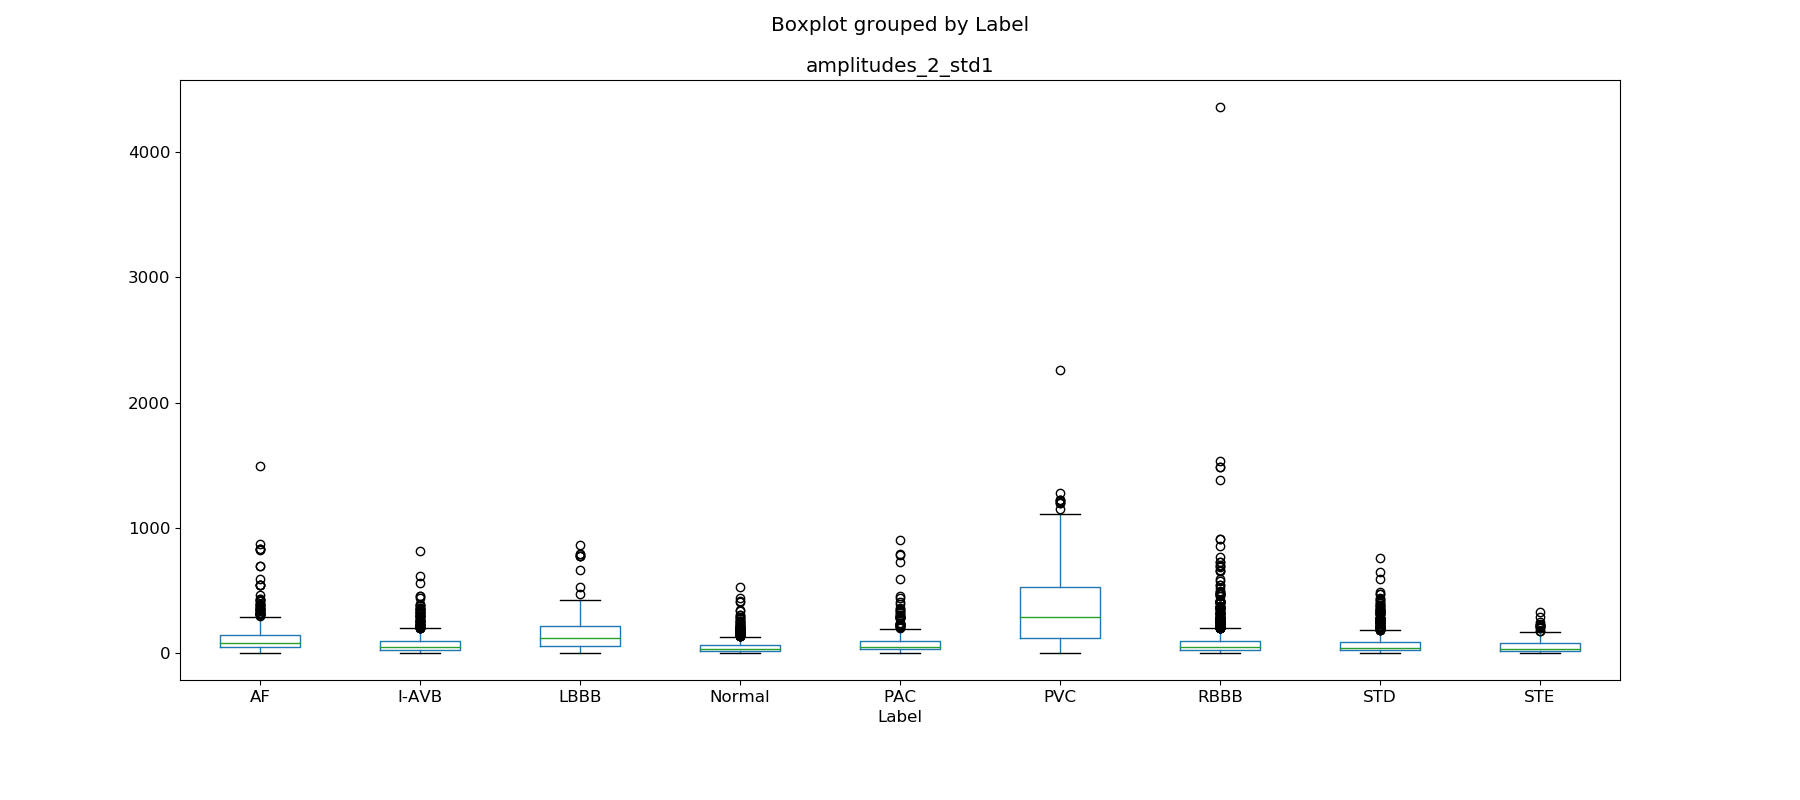 Boxplot grouped by Label
amplitudes_2_std1
4000
3000
2000
1000
0
AF I-AVB LBBB Normal PAC PVC RBBB STD STE
Label